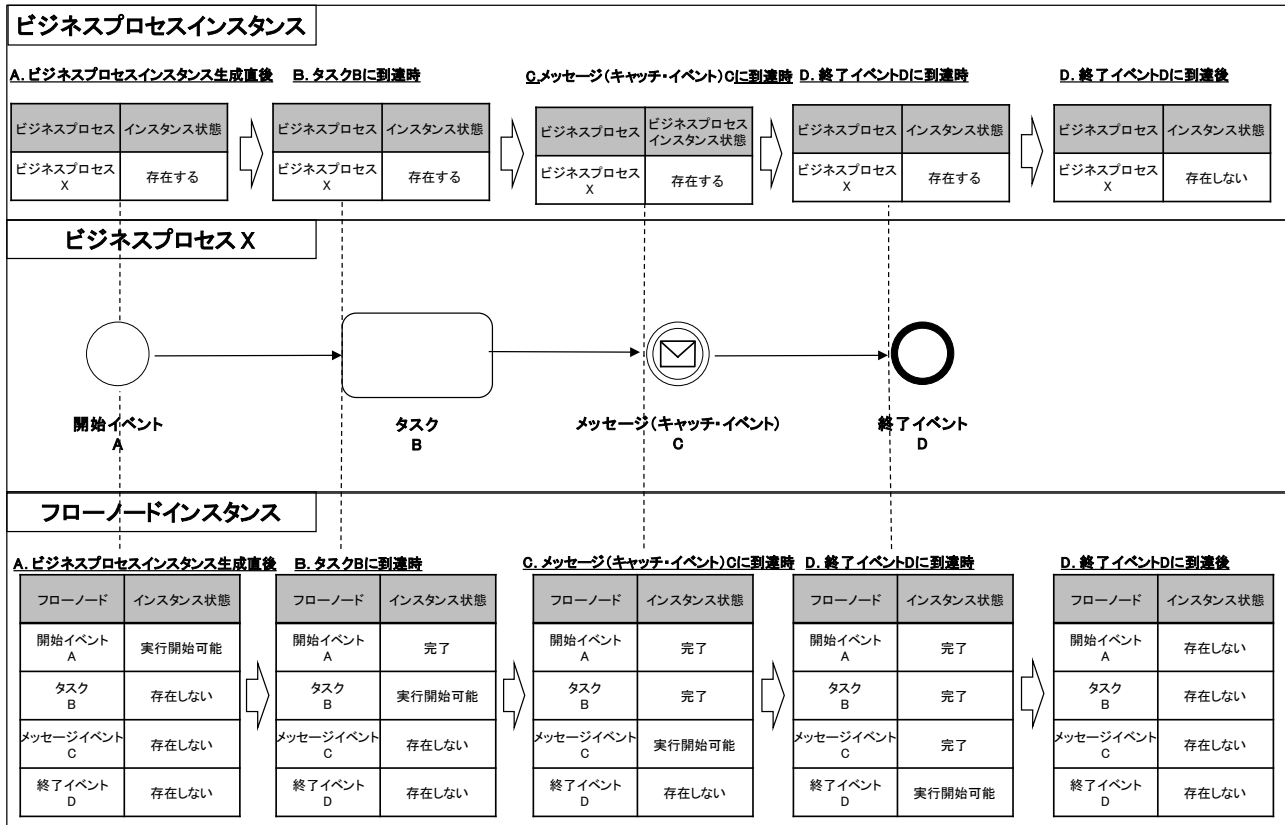 ビジネスプロセスインスタンス
A. ビジネスプロセスインスタンス生成直後
B. タスクBに到達時
C.メッセージ(キャッチ・イベント)Cに到達時
D. 終了イベントDに到達時
D. 終了イベントDに到達後
ビジネスプロセス インスタンス状態
ビジネスプロセス
X
存在する
ビジネスプロセス インスタンス状態
ビジネスプロセス
X
存在する
ビジネスプロセス
ビジネスプロセス
インスタンス状態
ビジネスプロセス
X
存在する
ビジネスプロセス インスタンス状態
ビジネスプロセス
X
存在する
ビジネスプロセス インスタンス状態
ビジネスプロセス
X
存在しない
ビジネスプロセス X
開始イベント
A
タスク
B
メッセージ(キャッチ・イベント)
C
終了イベント
D
フローノードインスタンス
A. ビジネスプロセスインスタンス生成直後
フローノード インスタンス状態
開始イベント
A
実行開始可能
タスク
B
存在しない
メッセージイベント
C
存在しない
終了イベント
D
存在しない
B. タスクBに到達時
フローノード インスタンス状態
開始イベント
A
完了
タスク
B
実行開始可能
メッセージイベント
C
存在しない
終了イベント
D
存在しない
C. メッセージ(キャッチ・イベント)Cに到達時
フローノード インスタンス状態
開始イベント
A
完了
タスク
B
完了
メッセージイベント
C
実行開始可能
終了イベント
D
存在しない
D. 終了イベントDに到達時
フローノード インスタンス状態
開始イベント
A
完了
タスク
B
完了
メッセージイベント
C
完了
終了イベント
D
実行開始可能
D. 終了イベントDに到達後
フローノード インスタンス状態
開始イベント
A
存在しない
タスク
B
存在しない
メッセージイベント
C
存在しない
終了イベント
D
存在しない